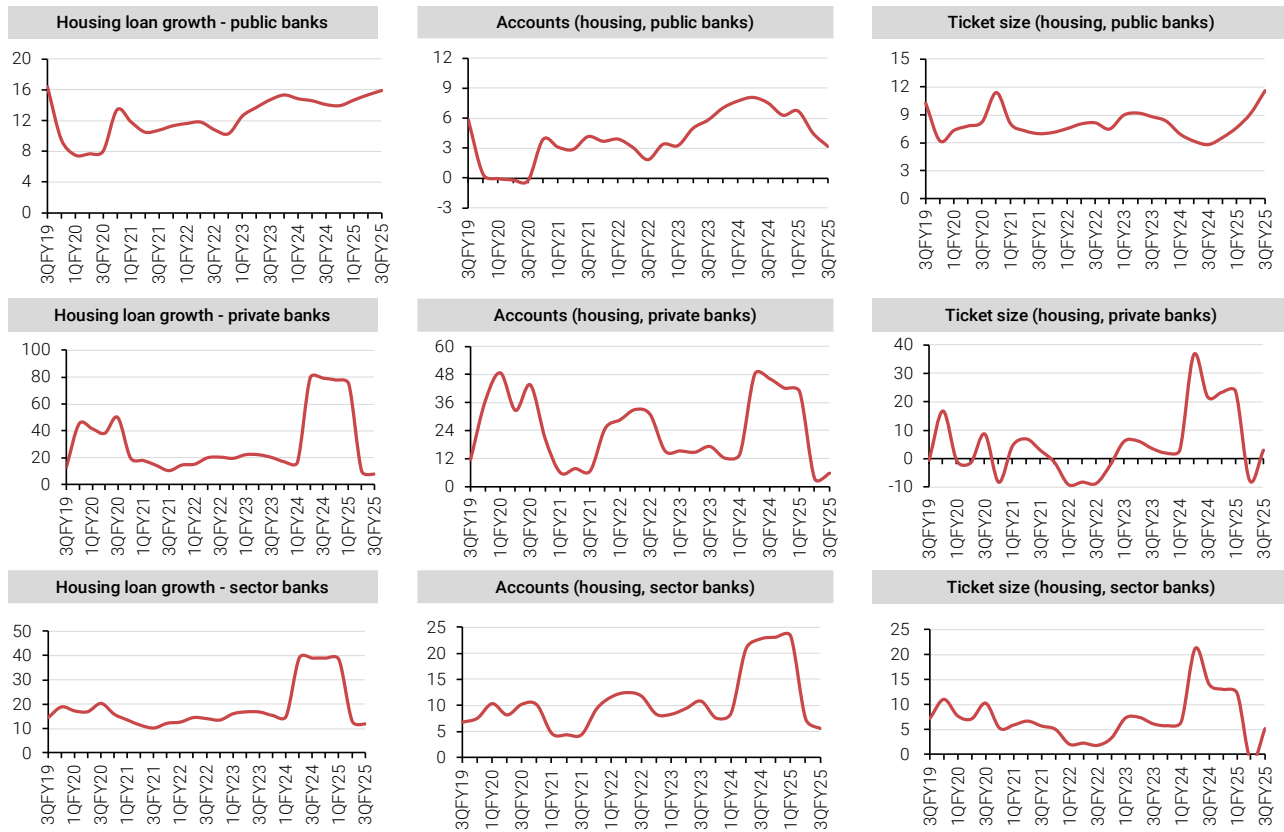 Housing loan growth - public banks
20
16
12
8
4
0
3QFY19
1QFY20
3QFY20
1QFY21
3QFY21
1QFY22
3QFY22
1QFY23
3QFY23
1QFY24
3QFY24
1QFY25
3QFY25
Accounts (housing, public banks)
12
9
6
3
0
-3
3QFY19
1QFY20
3QFY20
1QFY21
3QFY21
1QFY22
3QFY22
1QFY23
3QFY23
1QFY24
3QFY24
1QFY25
3QFY25
Ticket size (housing, public banks)
15
12
9
6
3
0
3QFY19
1QFY20
3QFY20
1QFY21
3QFY21
1QFY22
3QFY22
1QFY23
3QFY23
1QFY24
3QFY24
1QFY25
3QFY25
Housing loan growth - private banks
100
80
60
40
20
0
3QFY19
1QFY20
3QFY20
1QFY21
3QFY21
1QFY22
3QFY22
1QFY23
3QFY23
1QFY24
3QFY24
1QFY25
3QFY25
Accounts (housing, private banks)
60
48
36
24
12
0
3QFY19
1QFY20
3QFY20
1QFY21
3QFY21
1QFY22
3QFY22
1QFY23
3QFY23
1QFY24
3QFY24
1QFY25
3QFY25
Ticket size (housing, private banks)
40
30
20
10
0
-10
3QFY19
1QFY20
3QFY20
1QFY21
3QFY21
1QFY22
3QFY22
1QFY23
3QFY23
1QFY24
3QFY24
1QFY25
3QFY25
Housing loan growth - sector banks
50
40
30
20
10
0
3QFY19
1QFY20
3QFY20
1QFY21
3QFY21
1QFY22
3QFY22
1QFY23
3QFY23
1QFY24
3QFY24
1QFY25
3QFY25
Accounts (housing, sector banks)
25
20
15
10
5
0
3QFY19
1QFY20
3QFY20
1QFY21
3QFY21
1QFY22
3QFY22
1QFY23
3QFY23
1QFY24
3QFY24
1QFY25
3QFY25
Ticket size (housing, sector banks)
25
20
15
10
5
0
3QFY19
1QFY20
3QFY20
1QFY21
3QFY21
1QFY22
3QFY22
1QFY23
3QFY23
1QFY24
3QFY24
1QFY25
3QFY25